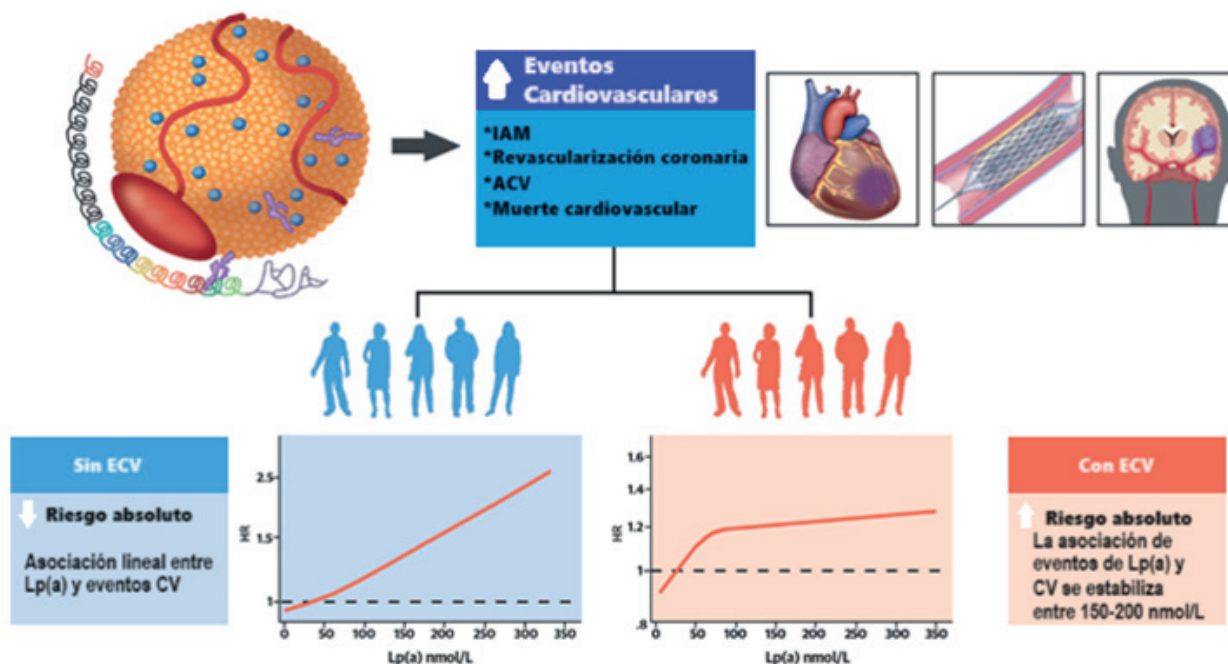 Eventos
Cardiovasculares
*IAM
*Revascularización coronaria
*ACV
*Muerte cardiovascular
Sin ECV
Riesgo absoluto
Asociación lineal entre
Lp(a) y eventos CV
HR
2.5
1.5
1
0 50 100 150 200 250 300 350
Lp(a) nmol/L
HR
1.6
1.4
1.2
1
.8
0 50 100 150 200 250 300 350
Lp(a) nmol/L
Con ECV
Riesgo absoluto
La asociación de
eventos de Lp(a) y
CV se estabiliza
entre 150-200 nmol/L